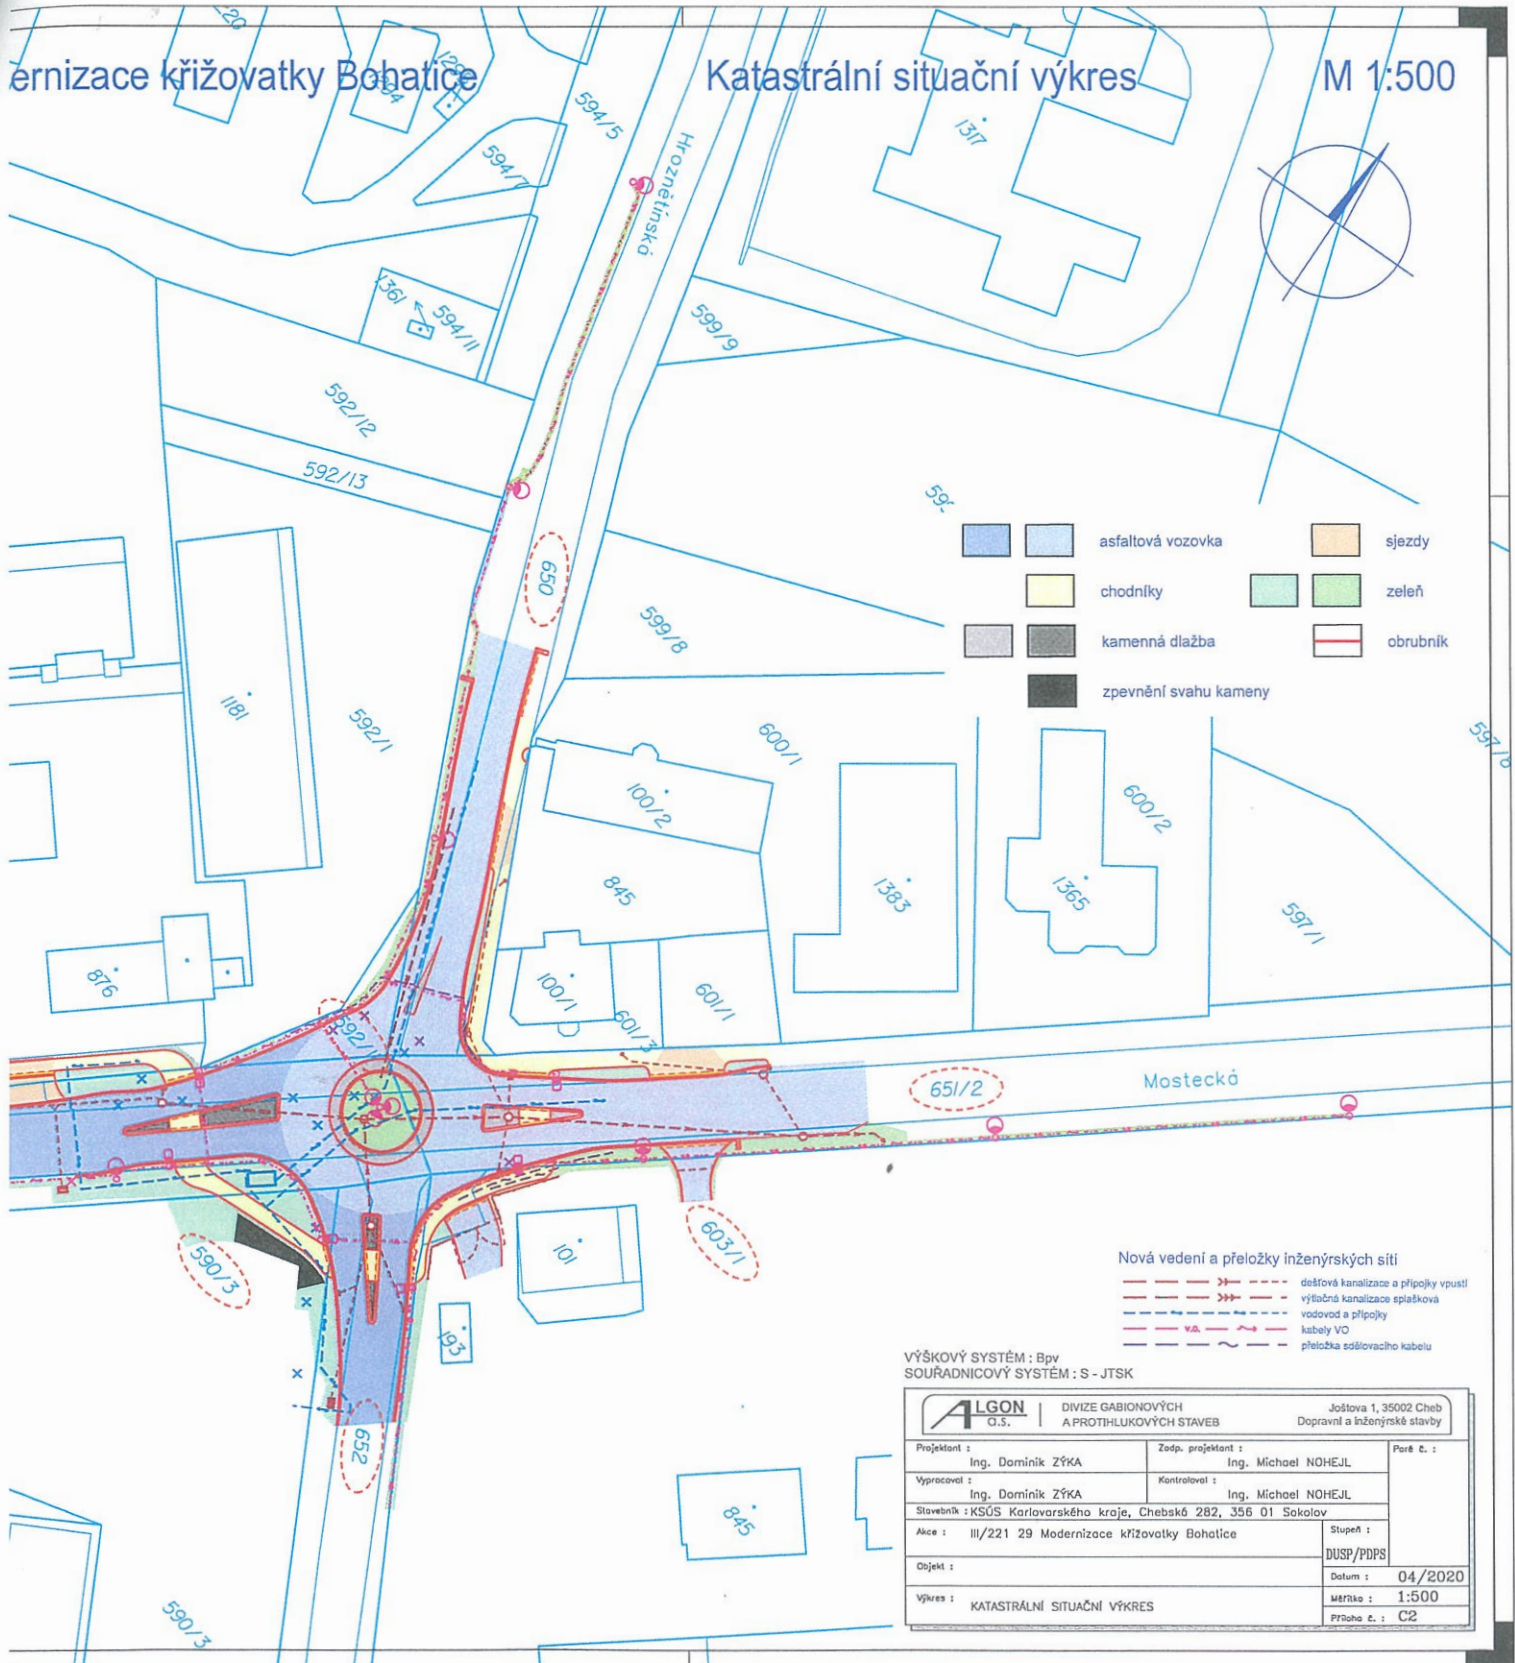 ernizace křižovatky Bohatice
Katastrální situační výkres
M 1:500
594/5
594/7
Hroznětínská
1317
1361
594/11
599/9
592/12
592/13
650
599/8
asfaltová vozovka
sjezdy
chodníky
zeleň
kamenná dlažba
obrubník
zpevnění svahu kameny
1181
592/1
600/1
100/2
600/2
597/8
845
1383
1365
597/1
876
100/1
601/3
601/1
592/1
651/2
Mostecká
590/3
101
603/1
193
652
845
590/3
Nová vedení a přeložky inženýrských sití
dešťová kanalizace a přípojky vpustí
výtlačná kanalizace splašková
vodovod a přípojky
v.o. kabely VO
přeložka sdělovacího kabelu
VÝŠKOVÝ SYSTÉM : Bpv
SOUŘADNICOVÝ SYSTÉM : S - JTSK
ALGON a.s.
DIVIZE GABIONOVÝCH
A PROTIHLUKOVÝCH STAVEB
Joštova 1, 35002 Cheb
Dopravní a inženýrské stavby
Projektant :
Ing. Dominik ZÝKA
Zodp. projektant :
Ing. Michael NOHEJL
Paré č. :
Vypracoval :
Ing. Dominik ZÝKA
Kontroloval :
Ing. Michael NOHEJL
Stavebník : KSÚS Karlovarského kraje, Chebská 282, 356 01 Sokolov
Akce : III/221 29 Modernizace křižovatky Bohatice
Stupeň :
DUSP/PDPS
Objekt :
Datum : 04/2020
Výkres : KATASTRÁLNÍ SITUAČNÍ VÝKRES
Měřítko : 1:500
Příloha č. : C2